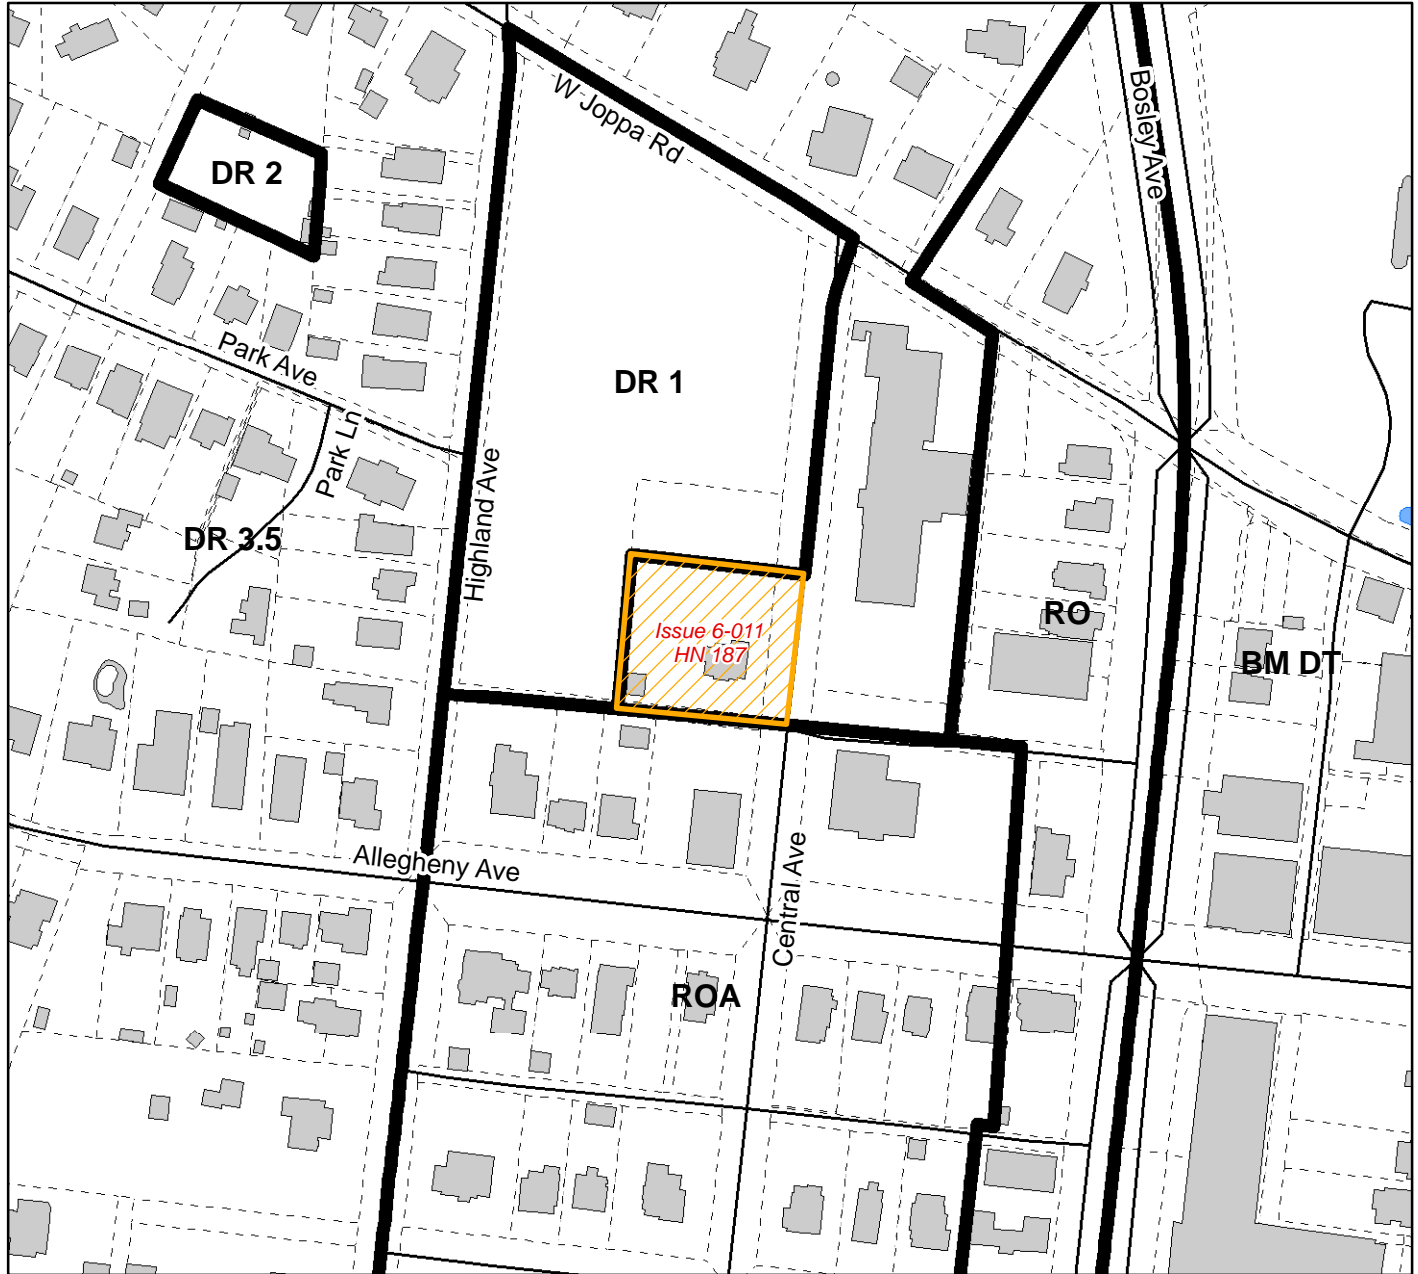 W Joppa Rd
Bosley Ave
DR 2
Park Ave
DR 1
Park Ln
Highland Ave
DR 3.5
Issue 6-011
HN 187
RO
BM DT
Allegheny Ave
Central Ave
ROA